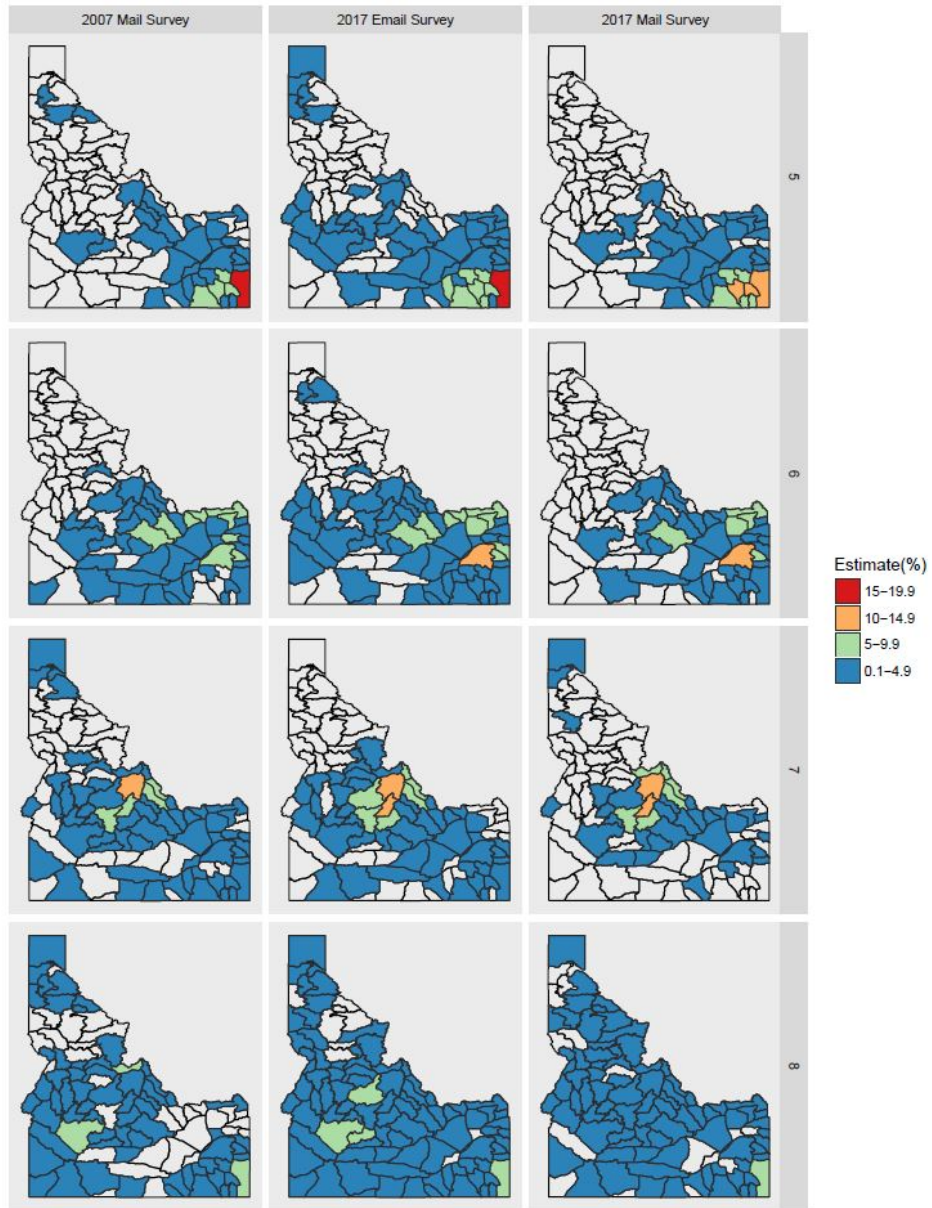 2007 Mail Survey
2017 Email Survey
2017 Mail Survey
5
6
7
8
Estimate(%)
15–19.9
10–14.9
5–9.9
0.1–4.9